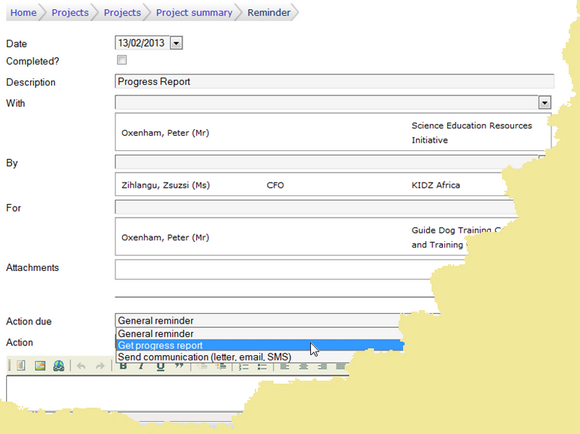 Home Projects Projects Project summary Reminder
Date 13/02/2013
Completed?
Description Progress Report
With
Oxenham, Peter (Mr) Science Education Resources
Initiative
By
Zihlangu, Zsuzsi (Ms) CFO KIDZ Africa
For
Oxenham, Peter (Mr) Guide Dog Training
and Training
Attachments
Action due General reminder
General reminder
Action Get progress report
Send communication (letter, email, SMS)
B I U